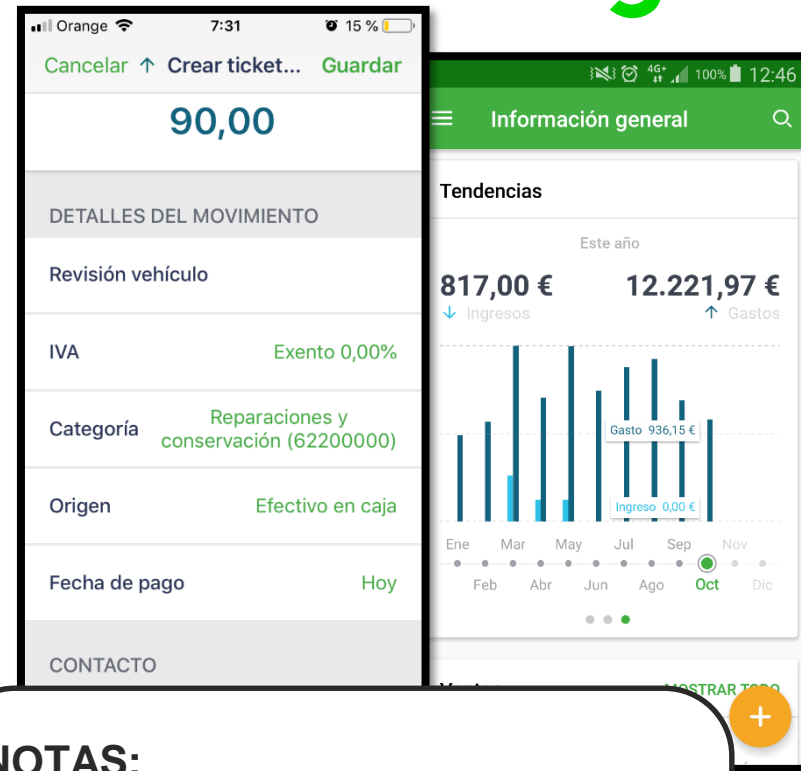 Orange 7:31 15 %
Cancelar ↑ Crear ticket... Guardar
90,00
DETALLES DEL MOVIMIENTO
Revisión vehículo
IVA Exento 0,00%
Categoría Reparaciones y
conservación (62200000)
Origen Efectivo en caja
Fecha de pago Hoy
CONTACTO
4G+ 100% 12:46
Información general
Tendencias
Este año
817,00 € 12.221,97 €
↓ Ingresos ↑ Gastos
Gasto 936,15 €
Ingreso 0,00 €
Ene Mar May Jul Sep Nov
Feb Abr Jun Ago Oct Dic
MOSTRAR TODO
+
NOTAS: